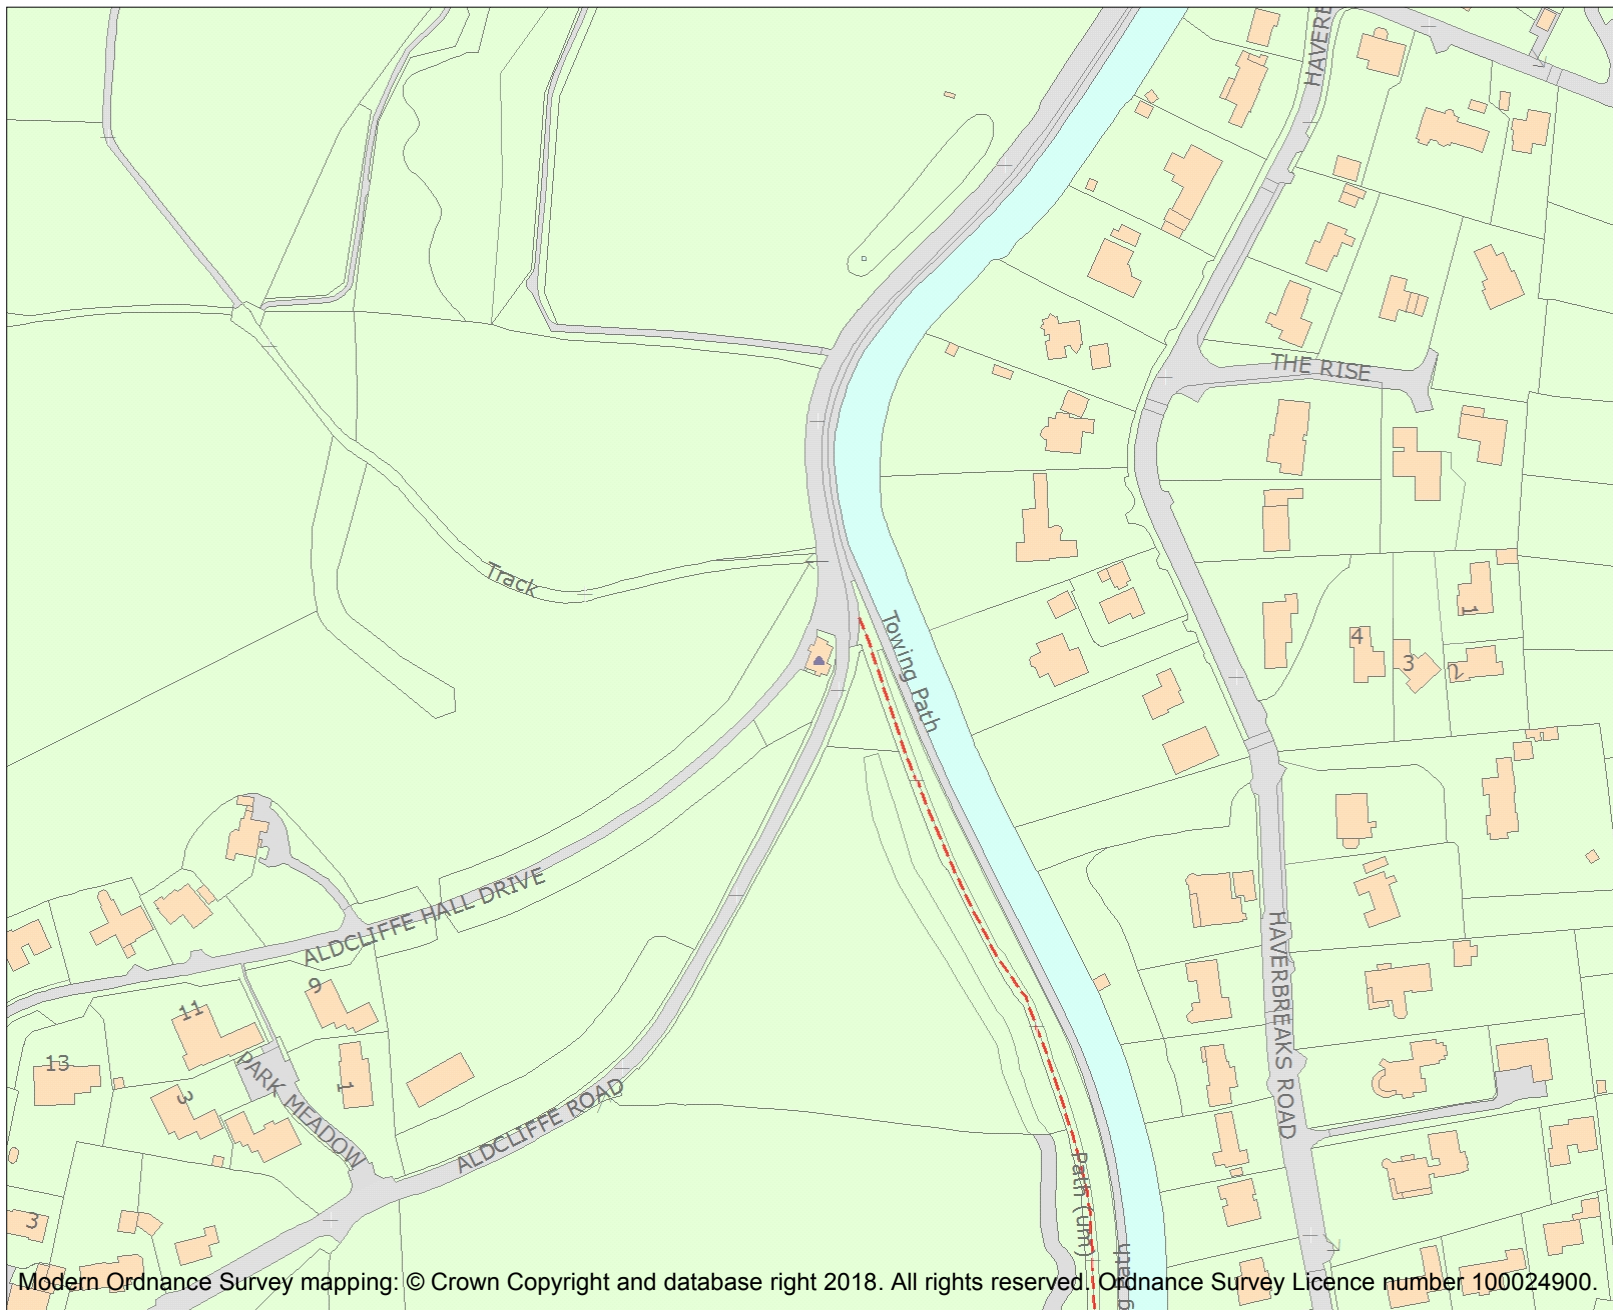 HAVERE
THE RISE
Track
Towing Path
1
4
3
2
ALDCLIFFE HALL DRIVE
HAVERBREAKS ROAD
9
11
13
PARK MEADOW
1
3
ALDCLIFFE ROAD
Path (um)
3
Modern Ordnance Survey mapping: © Crown Copyright and database right 2018. All rights reserved. Ordnance Survey Licence number 100024900.